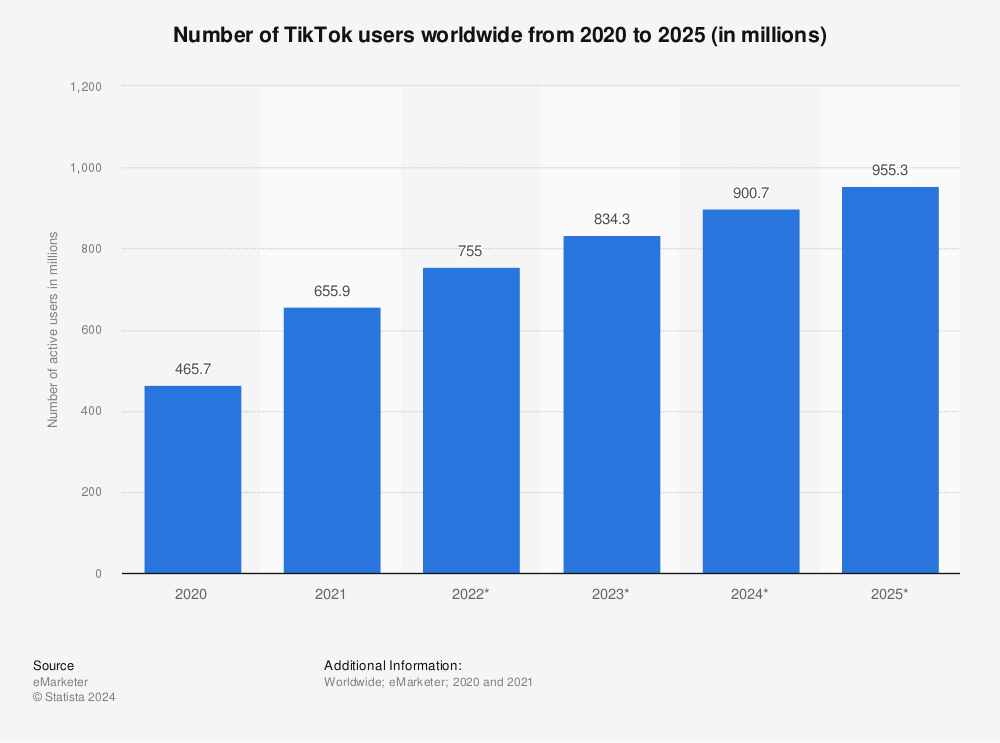 Number of TikTok users worldwide from 2020 to 2025 (in millions)
Number of active users in millions
1,200
1,000
800
600
400
200
0
465.7
655.9
755
834.3
900.7
955.3
2020
2021
2022*
2023*
2024*
2025*
Source
eMarketer
© Statista 2024
Additional Information:
Worldwide; eMarketer; 2020 and 2021